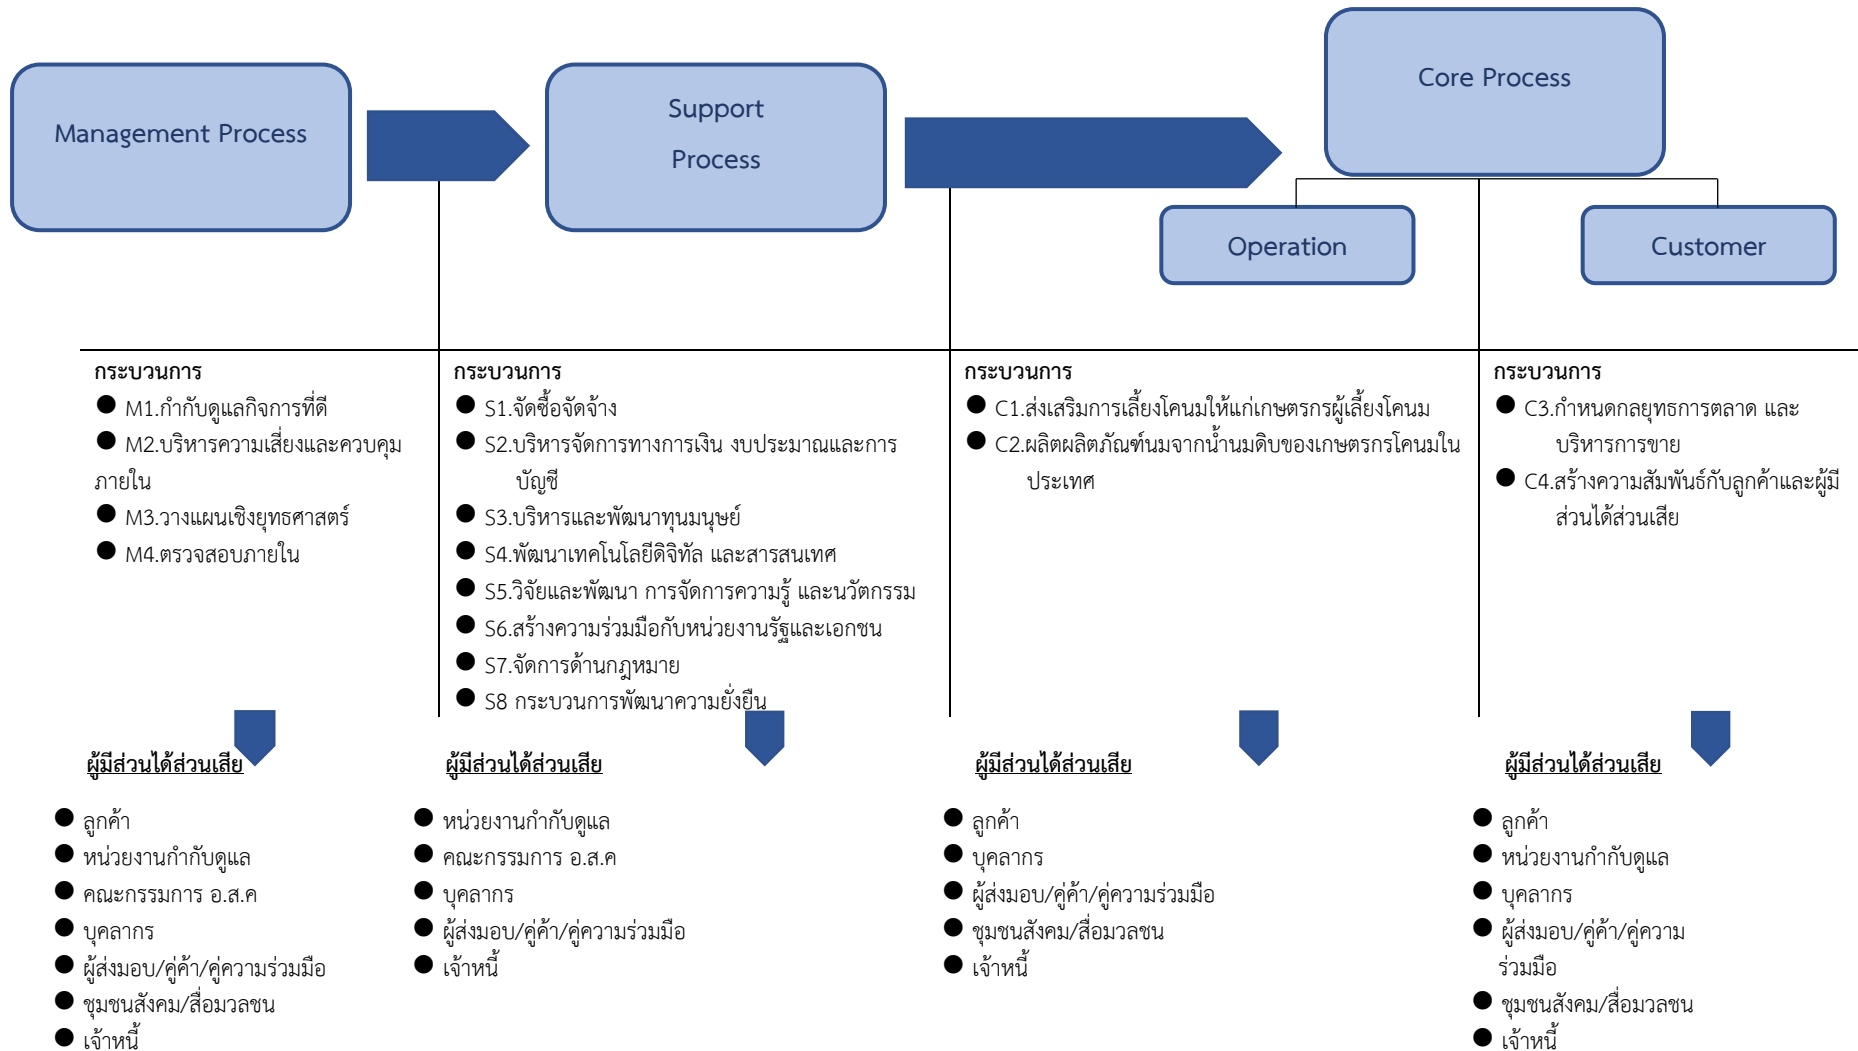 Management Process
Support
Process
Core Process
Operation
Customer
กระบวนการ
● M1.กำกับดูแลกิจการที่ดี
● M2.บริหารความเสี่ยงและควบคุม
ภายใน
● M3.วางแผนเชิงยุทธศาสตร์
● M4.ตรวจสอบภายใน
กระบวนการ
● S1.จัดซื้อจัดจ้าง
● S2.บริหารจัดการทางการเงิน งบประมาณและการ
บัญชี
● S3.บริหารและพัฒนาทุนมนุษย์
● S4.พัฒนาเทคโนโลยีดิจิทัล และสารสนเทศ
● S5.วิจัยและพัฒนา การจัดการความรู้ และนวัตกรรม
● S6.สร้างความร่วมมือกับหน่วยงานรัฐและเอกชน
● S7.จัดการด้านกฎหมาย
● S8 กระบวนการพัฒนาความยั่งยืน
กระบวนการ
● C1.ส่งเสริมการเลี้ยงโคนมให้แก่เกษตรกรผู้เลี้ยงโคนม
● C2.ผลิตผลิตภัณฑ์นมจากน้ำนมดิบของเกษตรกรโคนมใน
ประเทศ
กระบวนการ
● C3.กำหนดกลยุทธการตลาด และ
บริหารการขาย
● C4.สร้างความสัมพันธ์กับลูกค้าและผู้มี
ส่วนได้ส่วนเสีย
ผู้มีส่วนได้ส่วนเสีย
● ลูกค้า
● หน่วยงานกำกับดูแล
● คณะกรรมการ อ.ส.ค
● บุคลากร
● ผู้ส่งมอบ/คู่ค้า/คู่ความร่วมมือ
● ชุมชนสังคม/สื่อมวลชน
● เจ้าหนี้
ผู้มีส่วนได้ส่วนเสีย
● หน่วยงานกำกับดูแล
● คณะกรรมการ อ.ส.ค
● บุคลากร
● ผู้ส่งมอบ/คู่ค้า/คู่ความร่วมมือ
● เจ้าหนี้
ผู้มีส่วนได้ส่วนเสีย
● ลูกค้า
● บุคลากร
● ผู้ส่งมอบ/คู่ค้า/คู่ความร่วมมือ
● ชุมชนสังคม/สื่อมวลชน
● เจ้าหนี้
ผู้มีส่วนได้ส่วนเสีย
● ลูกค้า
● หน่วยงานกำกับดูแล
● บุคลากร
● ผู้ส่งมอบ/คู่ค้า/คู่ความ
ร่วมมือ
● ชุมชนสังคม/สื่อมวลชน
● เจ้าหนี้